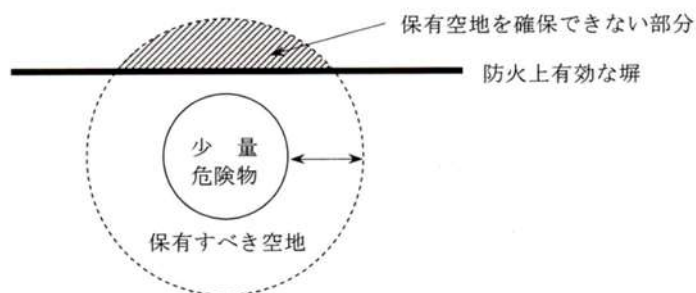 保有空地を確保できない部分
防火上有効な塀
少量
危険物
保有すべき空地